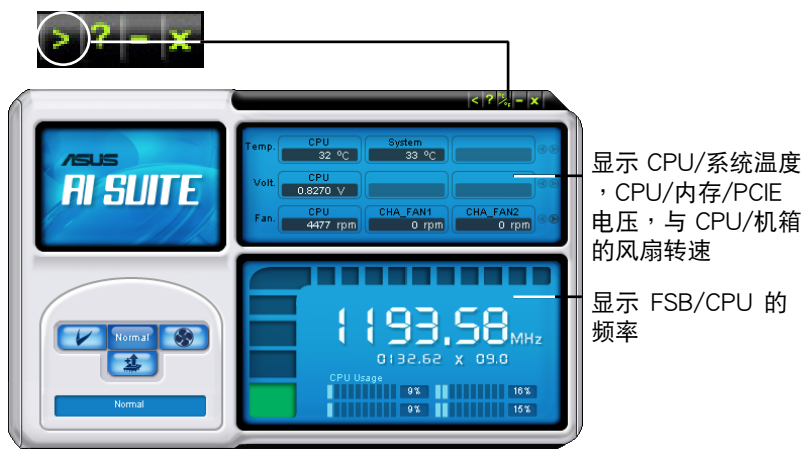 > ? - x
< ? °C/°F - x
ASUS
AI SUITE
Temp. CPU System
32 °C 33 °C
Volt. CPU
0.8270 V
Fan. CPU CHA_FAN1 CHA_FAN2
4477 rpm 0 rpm 0 rpm
显示 CPU/系统温度
，CPU/内存/PCIE
电压，与 CPU/机箱
的风扇转速
显示 FSB/CPU 的
频率
1193.58 MHz
0132.62 x 09.0
CPU Usage
9% 16%
9% 15%
Normal
Normal